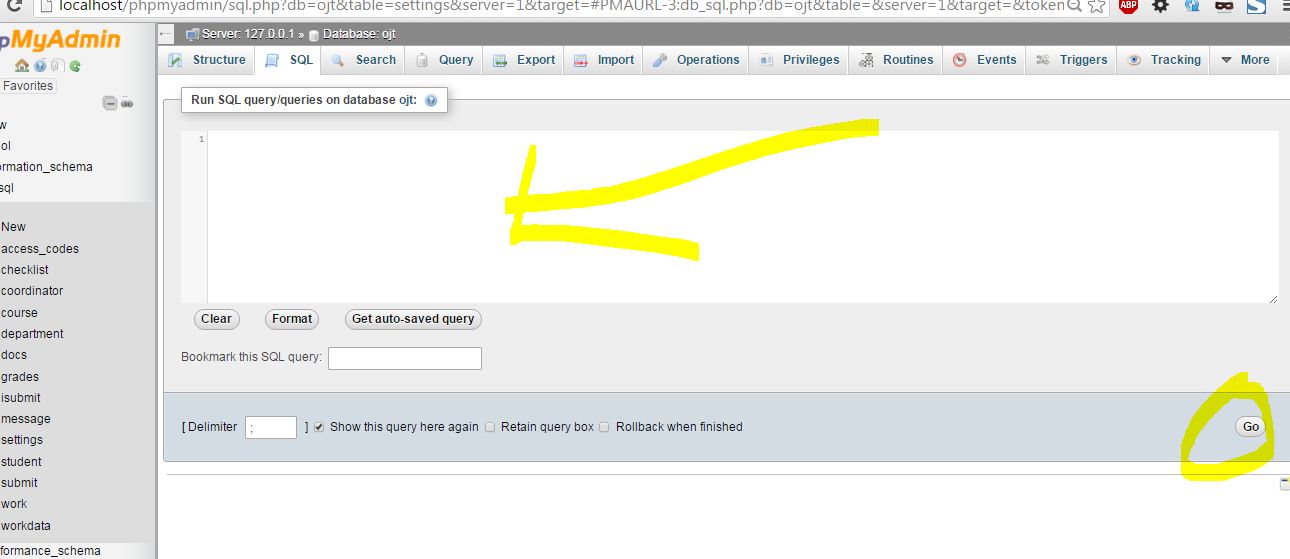 localhost/phpmyadmin/sql.php?db=ojt&table=settings&server=1&target=#PMAURL-3:db_sql.php?db=ojt&table=&server=1&target=&token
ABP
S
pMyAdmin
Favorites
w
ol
ormation_schema
sql
New
access_codes
checklist
coordinator
course
department
docs
grades
isubmit
message
settings
student
submit
work
workdata
formance_schema
Server: 127.0.0.1 » Database: ojt
Structure SQL Search Query Export Import Operations Privileges Routines Events Triggers Tracking More
Run SQL query/queries on database ojt:
1
Clear Format Get auto-saved query
Bookmark this SQL query:
[ Delimiter ; ] Show this query here again Retain query box Rollback when finished
Go